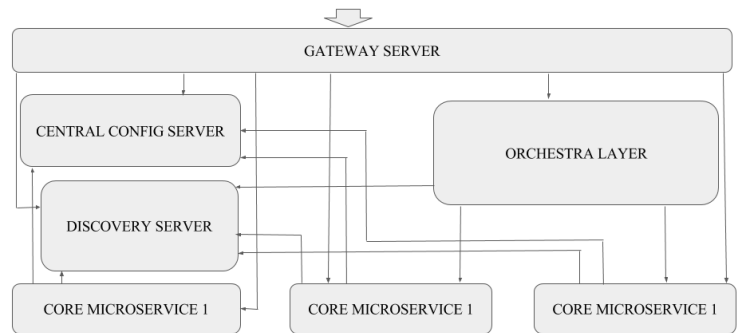 GATEWAY SERVER
CENTRAL CONFIG SERVER
ORCHESTRA LAYER
DISCOVERY SERVER
CORE MICROSERVICE 1
CORE MICROSERVICE 1
CORE MICROSERVICE 1